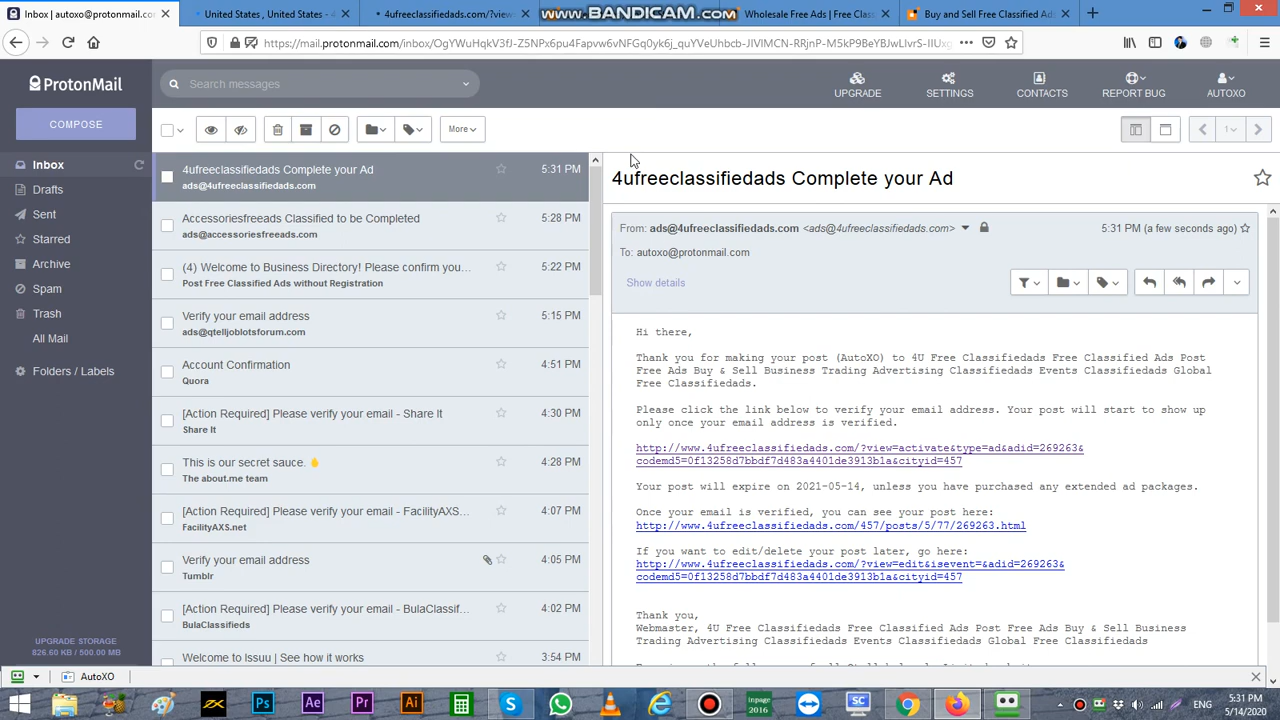 Inbox | autoxo@protonmail.co
United States , United States - 4
4ufreeclassifiedads.com/?view=
WWW.BANDICAM.COM
Wholesale Free Ads | Free Class
Buy and Sell Free Classified Ads
https://mail.protonmail.com/inbox/
ProtonMail
Search messages
UPGRADE
SETTINGS
CONTACTS
REPORT BUG
AUTOXO
COMPOSE
More
1
Inbox
Drafts
Sent
Starred
Archive
Spam
Trash
All Mail
Folders / Labels
UPGRADE STORAGE
826.60 KB / 500.00 MB
4ufreeclassifiedads Complete your Ad 5:31 PM
ads@4ufreeclassifiedads.com
Accessoriesfreeads Classified to be Completed 5:28 PM
ads@accessoriesfreeads.com
(4) Welcome to Business Directory! Please confirm you... 5:22 PM
Post Free Classified Ads without Registration
Verify your email address 5:15 PM
ads@qtelljoblotsforum.com
Account Confirmation 4:51 PM
Quora
[Action Required] Please verify your email - Share It 4:30 PM
Share It
This is our secret sauce. 4:28 PM
The about.me team
[Action Required] Please verify your email - FacilityAXS... 4:07 PM
FacilityAXS.net
Verify your email address 4:05 PM
Tumblr
[Action Required] Please verify your email - BulaClassif... 4:02 PM
BulaClassifieds
Welcome to Issuu | See how it works 3:54 PM
4ufreeclassifiedads Complete your Ad
From: ads@4ufreeclassifiedads.com <ads@4ufreeclassifiedads.com> 5:31 PM (a few seconds ago)
To: autoxo@protonmail.com
Show details
Hi there,
Thank you for making your post (AutoXO) to 4U Free Classifiedads Free Classified Ads Post
Free Ads Buy & Sell Business Trading Advertising Classifiedads Events Classifiedads Global
Free Classifiedads.
Please click the link below to verify your email address. Your post will start to show up
only once your email address is verified.
http://www.4ufreeclassifiedads.com/?view=activate&type=ad&adid=269263&
codemd5=0f13258d7bbdf7d483a4401de3913b1a&cityid=457
Your post will expire on 2021-05-14, unless you have purchased any extended ad packages.
Once your email is verified, you can see your post here:
http://www.4ufreeclassifiedads.com/457/posts/5/77/269263.html
If you want to edit/delete your post later, go here:
http://www.4ufreeclassifiedads.com/?view=edit&isevent=&adid=269263&
codemd5=0f13258d7bbdf7d483a4401de3913b1a&cityid=457
Thank you,
Webmaster, 4U Free Classifiedads Free Classified Ads Post Free Ads Buy & Sell Business
Trading Advertising Classifiedads Events Classifiedads Global Free Classifiedads
AutoXO
Ps
Ae
Pr
Ai
inpage
2016
SC
ENG
5:31 PM
5/14/2020